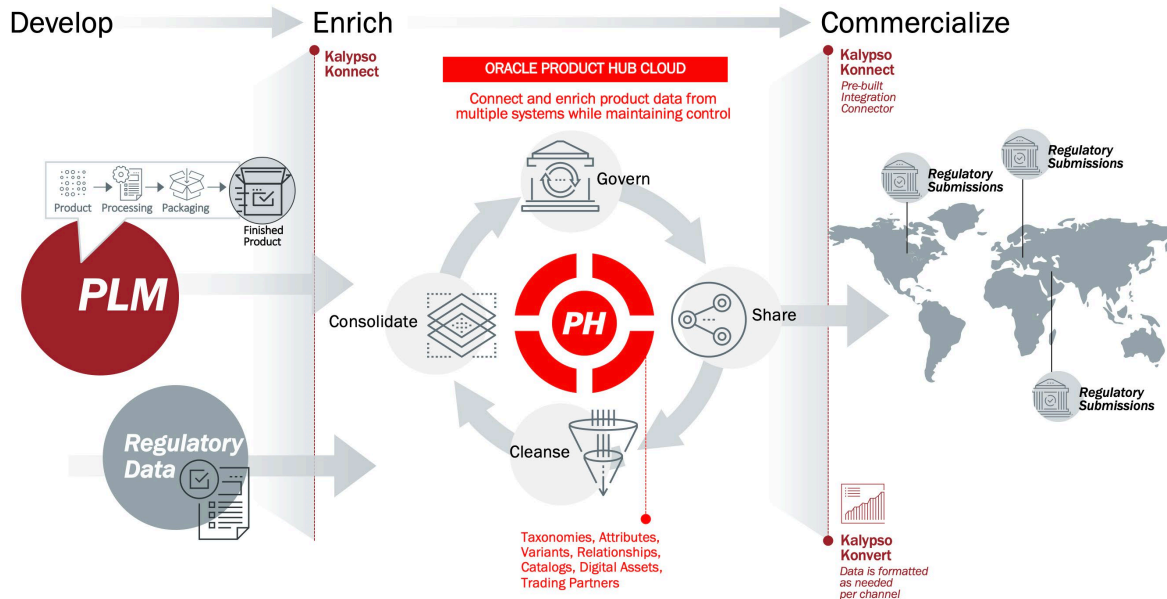 Develop
Enrich
Commercialize
Kalypso
Konnect
ORACLE PRODUCT HUB CLOUD
Connect and enrich product data from
multiple systems while maintaining control
Kalypso
Konnect
Pre-built
Integration
Connector
Product
Processing
Packaging
Finished
Product
PLM
Regulatory
Data
Govern
Consolidate
PH
Share
Cleanse
Taxonomies, Attributes,
Variants, Relationships,
Catalogs, Digital Assets,
Trading Partners
Regulatory
Submissions
Regulatory
Submissions
Regulatory
Submissions
Kalypso
Konvert
Data is formatted
as needed
per channel